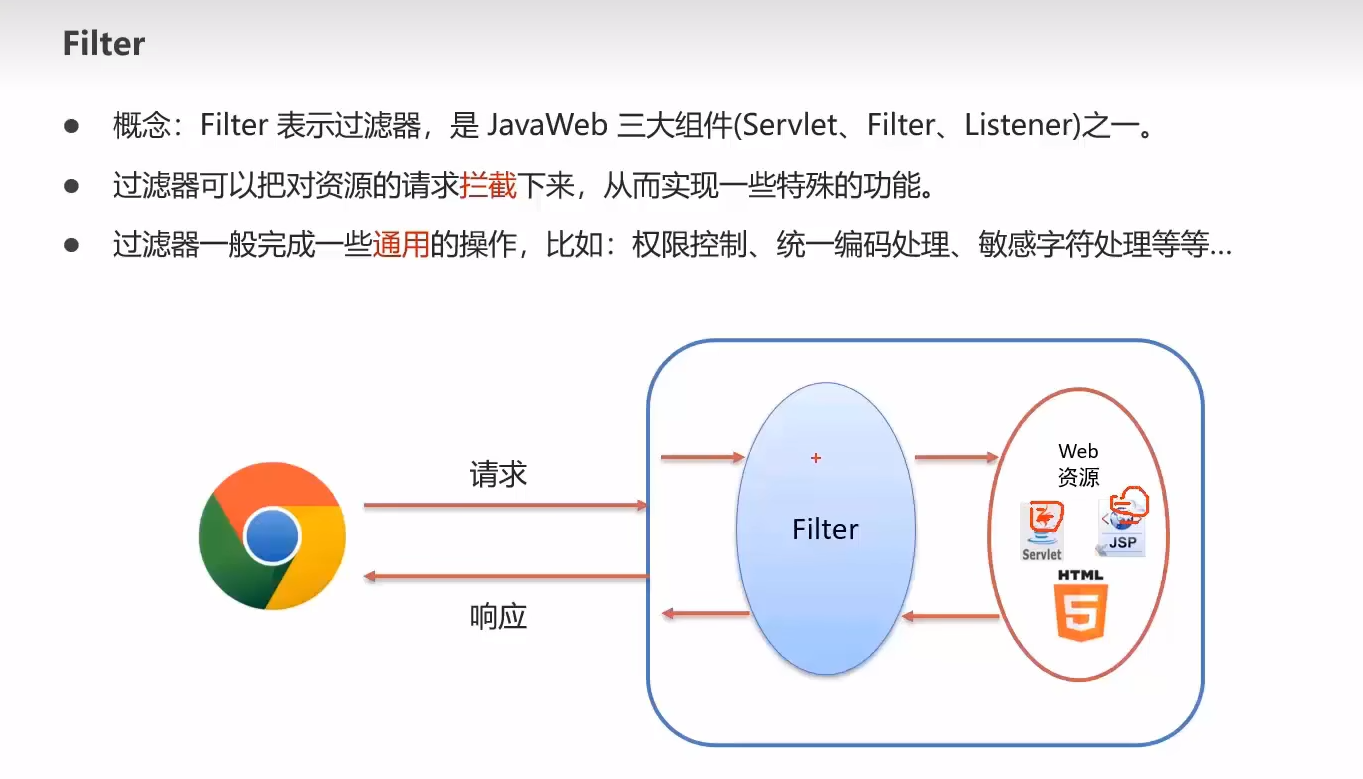 Filter
● 概念：Filter 表示过滤器，是 JavaWeb 三大组件(Servlet、Filter、Listener)之一。
● 过滤器可以把对资源的请求拦截下来，从而实现一些特殊的功能。
● 过滤器一般完成一些通用的操作，比如：权限控制、统一编码处理、敏感字符处理等等...
请求
响应
Filter
Web
资源
Servlet
JSP
HTML
5